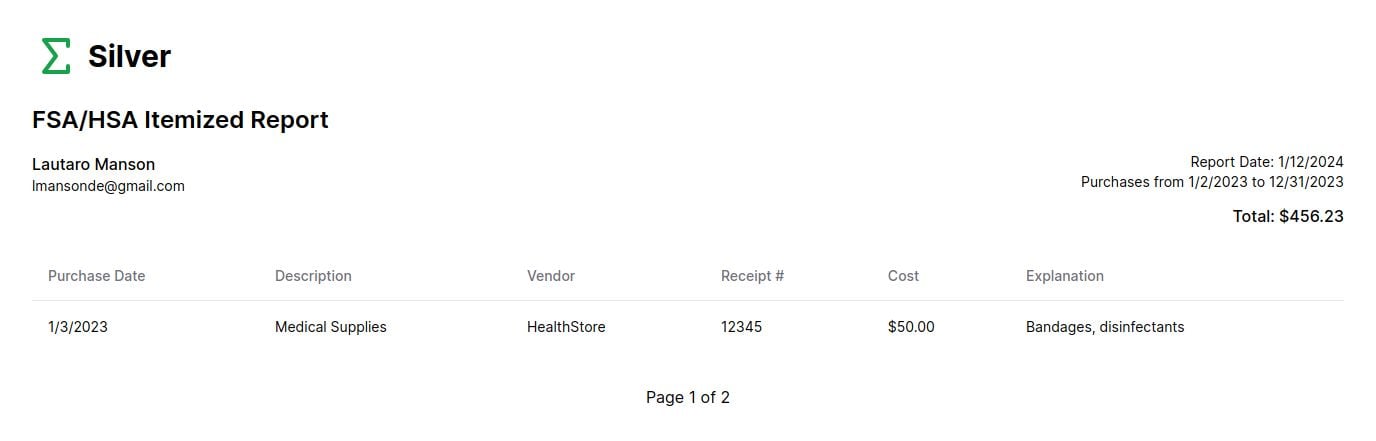 Silver
FSA/HSA Itemized Report
Lautaro Manson
lmansonde@gmail.com
Report Date: 1/12/2024
Purchases from 1/2/2023 to 12/31/2023
Total: $456.23
Purchase Date Description Vendor Receipt # Cost Explanation
1/3/2023 Medical Supplies HealthStore 12345 $50.00 Bandages, disinfectants
Page 1 of 2